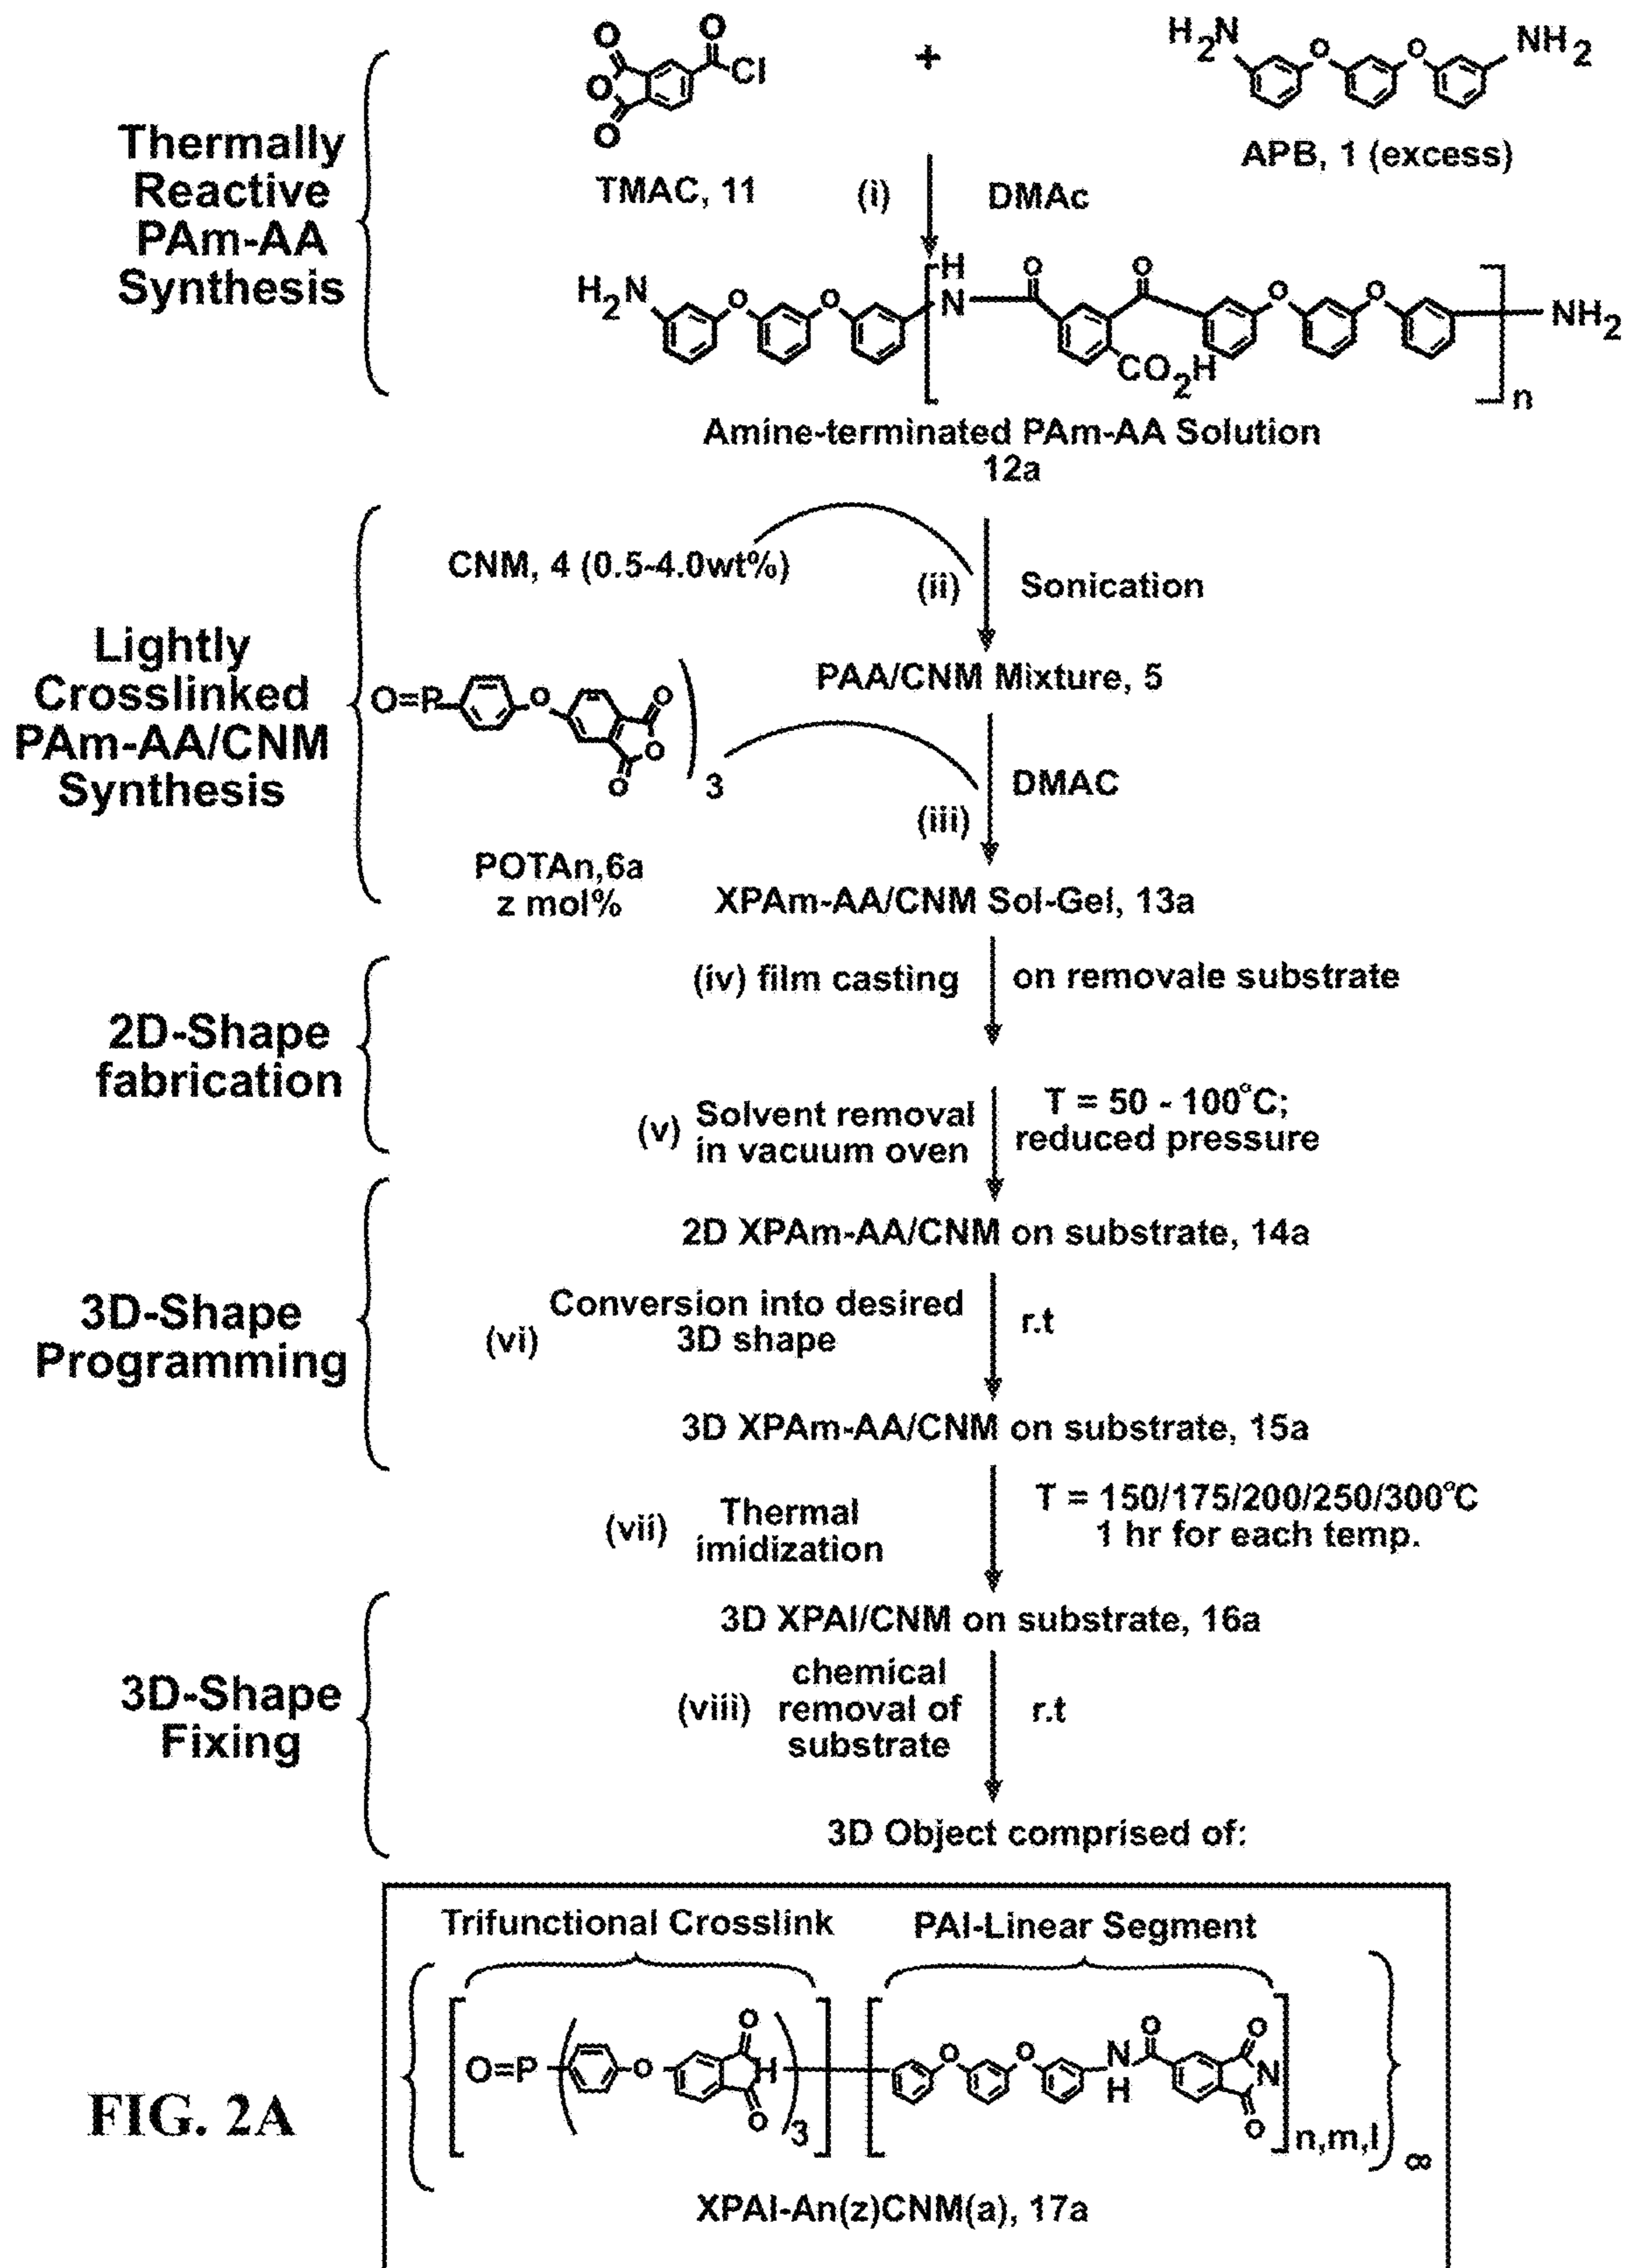 Thermally
Reactive
PAm-AA
Synthesis
O
O
O
O
Cl
O
TMAC, 11
+
H2N
O
O
NH2
APB, 1 (excess)
(i)
DMAc
H2N
O
O
H
N
O
O
CO2H
O
O
n
NH2
Amine-terminated PAm-AA Solution
12a
Lightly
Crosslinked
PAm-AA/CNM
Synthesis
CNM, 4 (0.5-4.0wt%)
(ii)
Sonication
PAA/CNM Mixture, 5
O=P
O
O
O
O
3
(iii)
DMAC
POTAn,6a
z mol%
XPAm-AA/CNM Sol-Gel, 13a
2D-Shape
fabrication
(iv) film casting
on removale substrate
(v)
Solvent removal
in vacuum oven
T = 50 - 100°C;
reduced pressure
2D XPAm-AA/CNM on substrate, 14a
3D-Shape
Programming
(vi)
Conversion into desired
3D shape
r.t
3D XPAm-AA/CNM on substrate, 15a
(vii)
Thermal
imidization
T = 150/175/200/250/300°C
1 hr for each temp.
3D XPAI/CNM on substrate, 16a
3D-Shape
Fixing
(viii)
chemical
removal of
substrate
r.t
3D Object comprised of:
Trifunctional Crosslink
PAI-Linear Segment
O=P
O
O
O
3
O
O
N
H
O
O
N
O
n,m,l
∞
XPAI-An(z)CNM(a), 17a
FIG. 2A